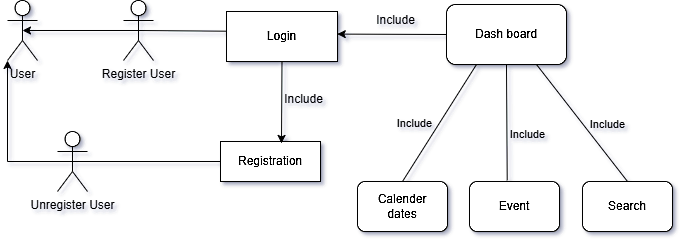 Include
Login
Dash board
User
Register User
Include
Include
Include
Include
Registration
Unregister User
Calender
dates
Event
Search